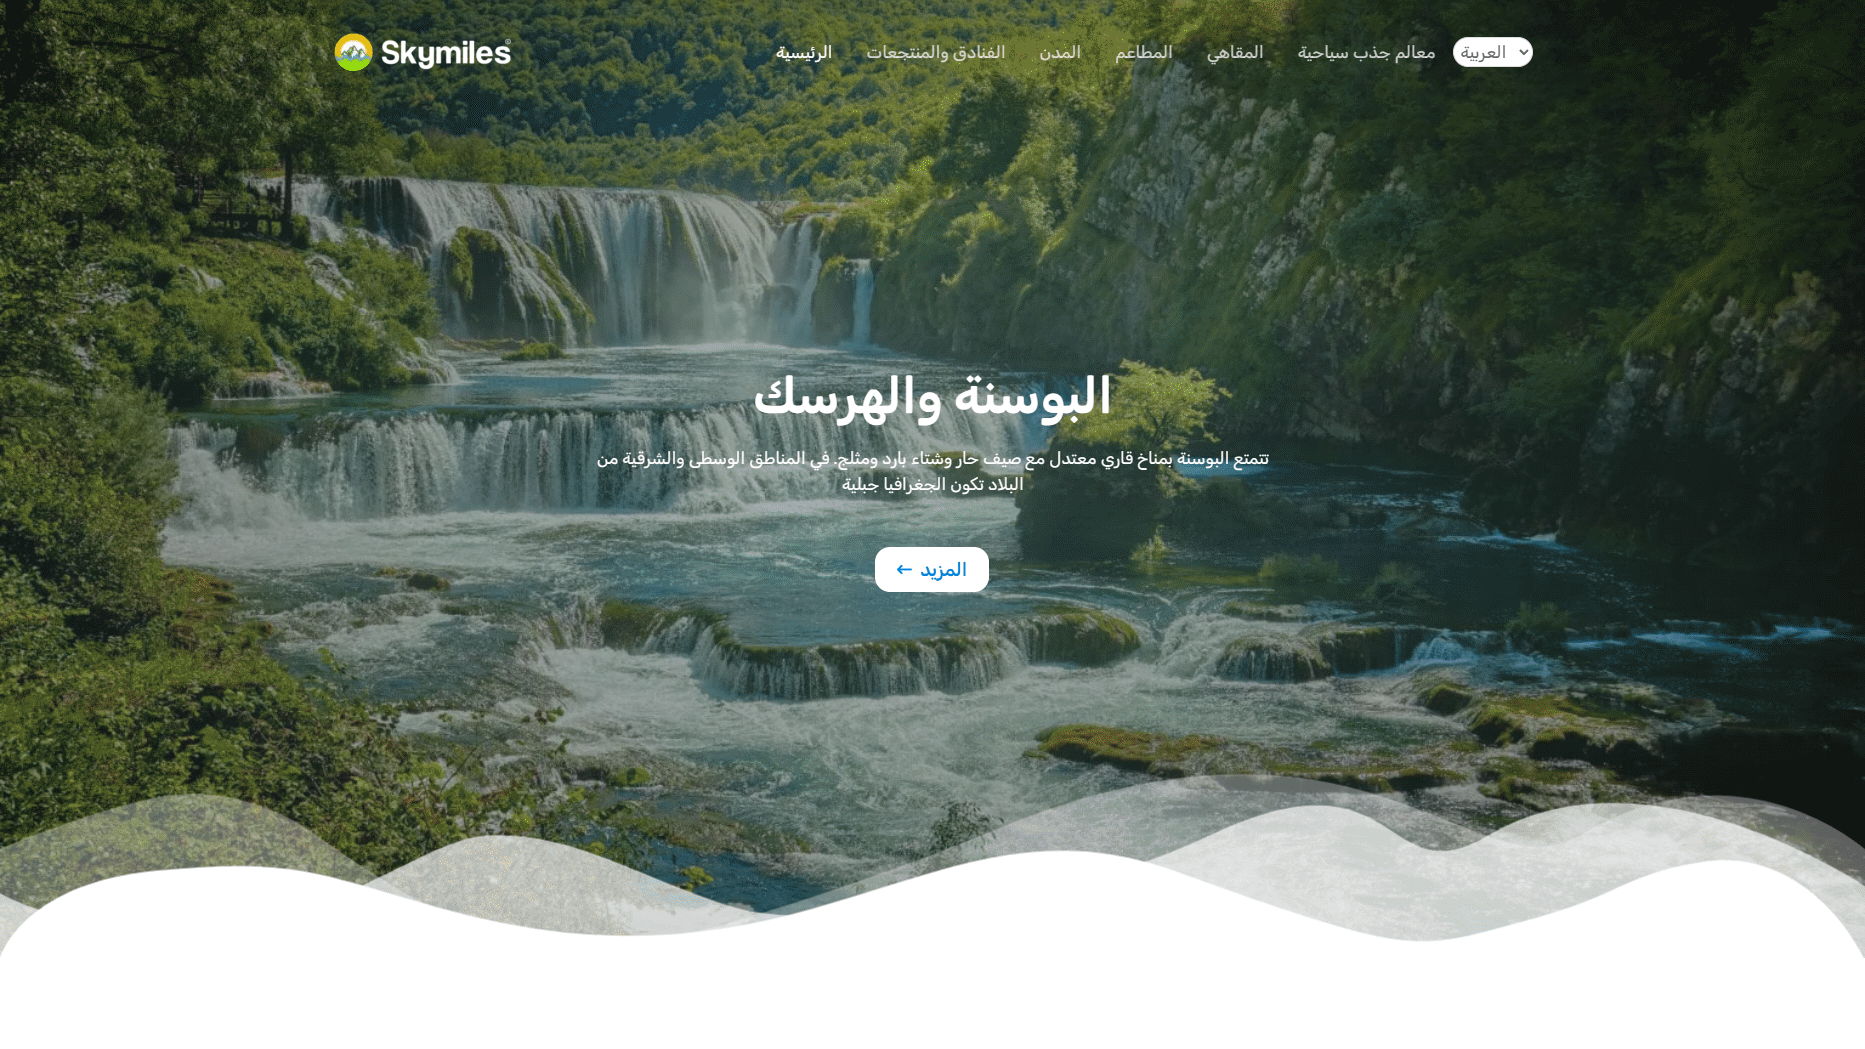 Skymiles®
الرئيسية
الفنادق والمنتجعات
المدن
المطاعم
المقاهي
معالم جذب سياحية
العربية
البوسنة والهرسك
تتمتع البوسنة بمناخ قاري معتدل مع صيف حار وشتاء بارد ومثلج. في المناطق الوسطى والشرقية من
البلاد تكون الجغرافيا جبلية
المزيد ←